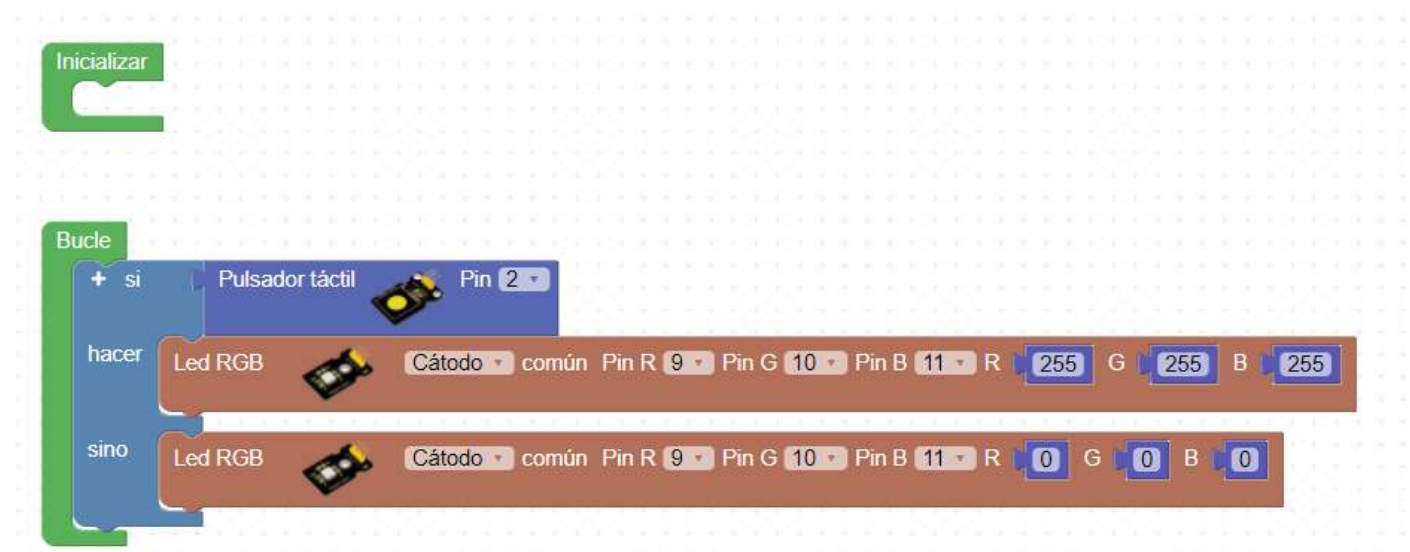 Inicializar
Bucle
+ si Pulsador táctil Pin 2
hacer Led RGB Cátodo común Pin R 9 Pin G 10 Pin B 11 R 255 G 255 B 255
sino Led RGB Cátodo común Pin R 9 Pin G 10 Pin B 11 R 0 G 0 B 0